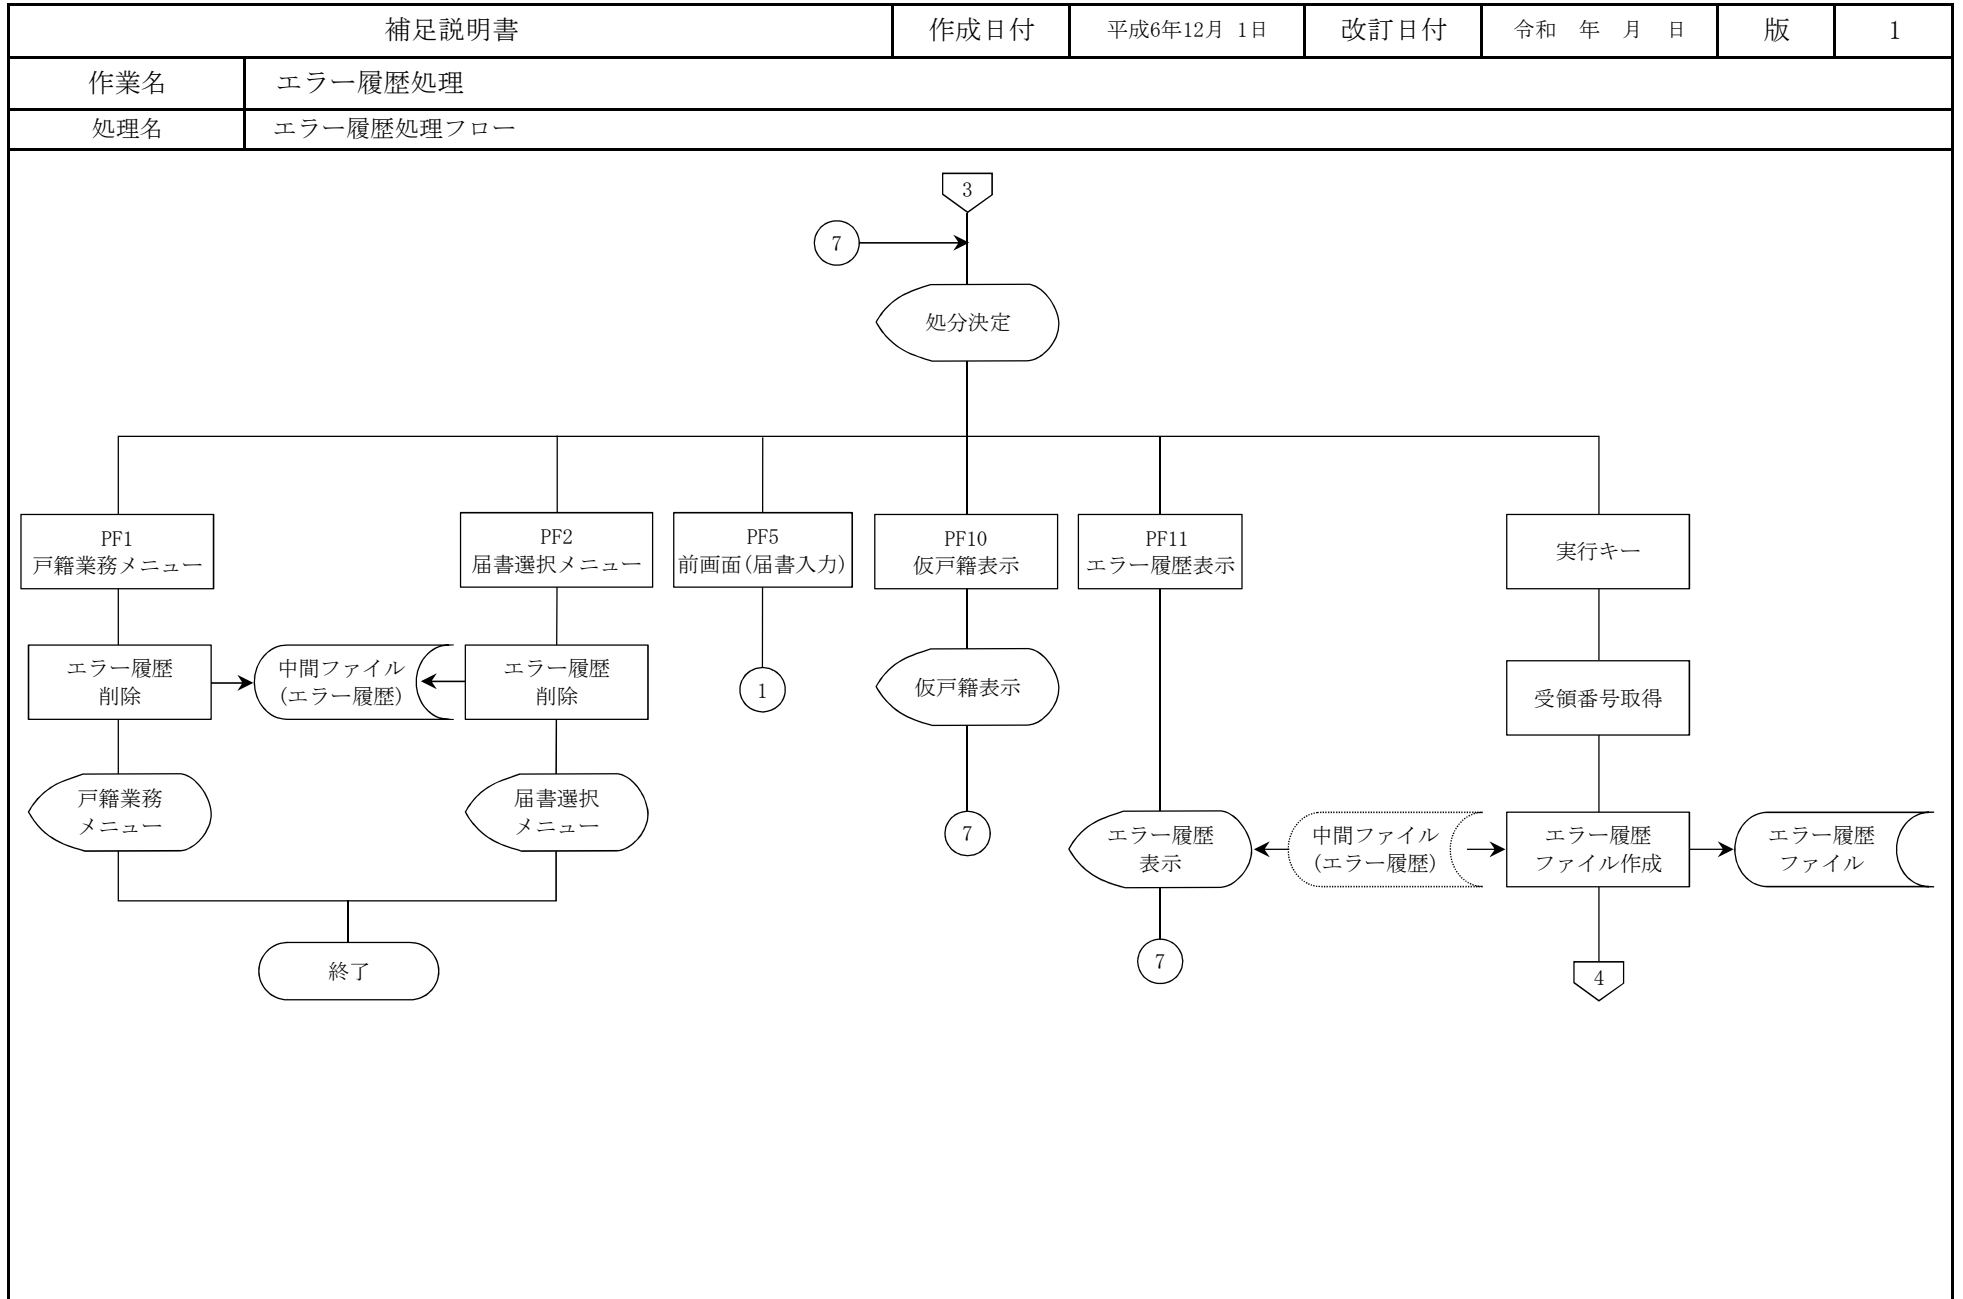 補足説明書
作成日付
平成6年12月 1日
改訂日付
令和 年 月 日
版
1
作業名
エラー履歴処理
処理名
エラー履歴処理フロー
3
7
処分決定
PF1
戸籍業務メニュー
PF2
届書選択メニュー
PF5
前画面(届書入力)
PF10
仮戸籍表示
PF11
エラー履歴表示
実行キー
エラー履歴
削除
中間ファイル
(エラー履歴)
エラー履歴
削除
1
仮戸籍表示
受領番号取得
戸籍業務
メニュー
届書選択
メニュー
7
エラー履歴
表示
中間ファイル
(エラー履歴)
エラー履歴
ファイル作成
エラー履歴
ファイル
終了
7
4